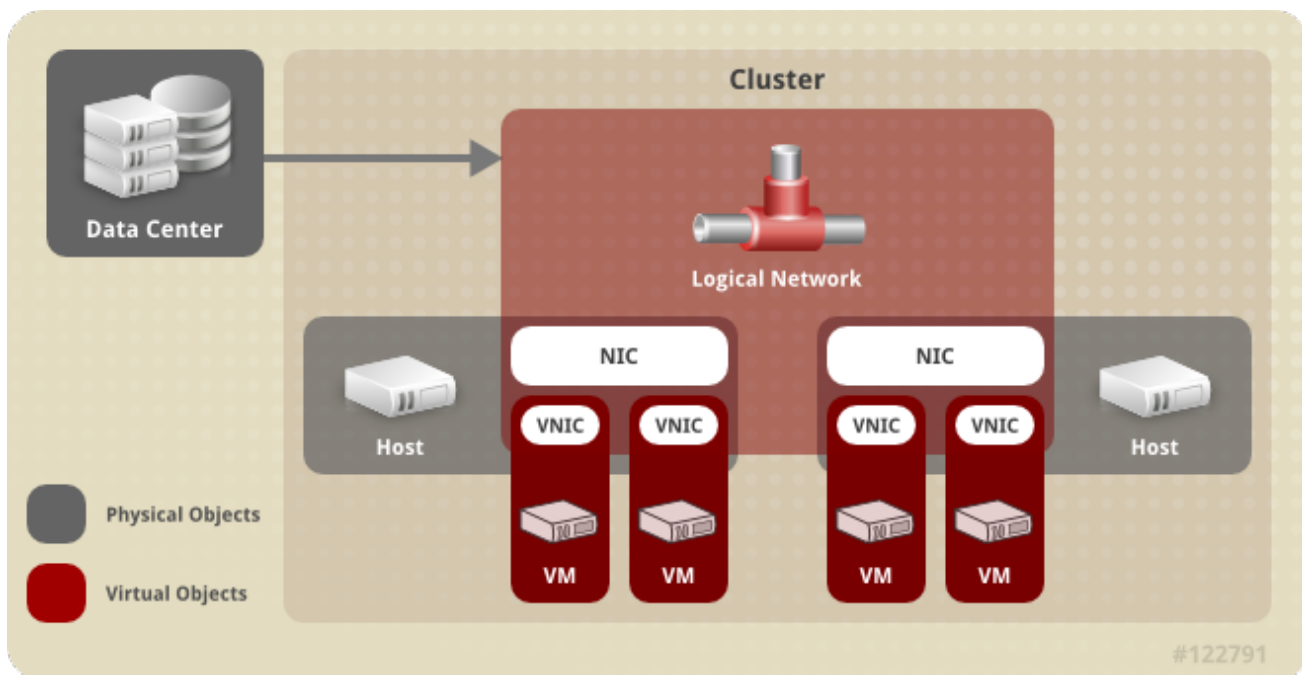 Cluster
Data Center
Logical Network
NIC
NIC
VNIC
VNIC
VNIC
VNIC
Host
Host
Physical Objects
VM
VM
VM
VM
Virtual Objects
#122791